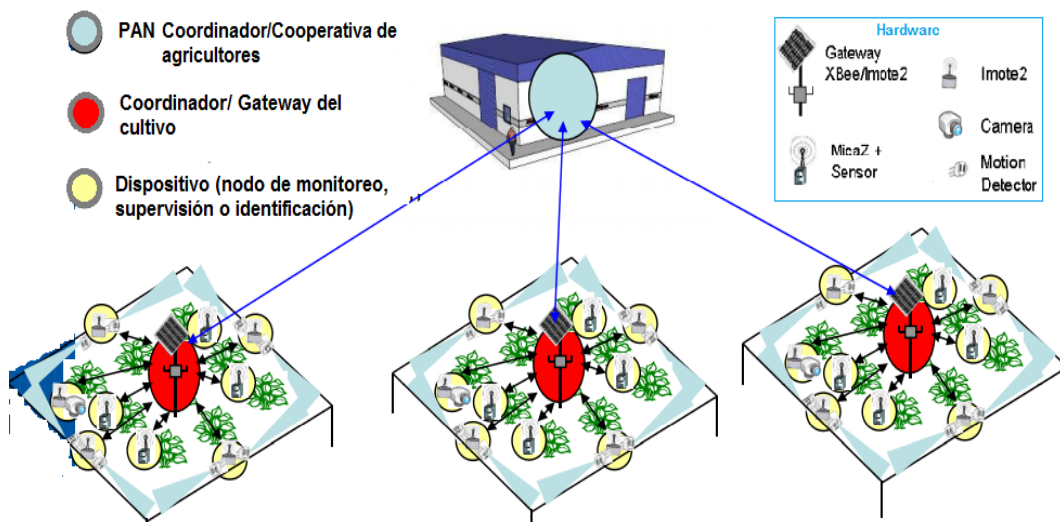 PAN Coordinador/Cooperativa de
agricultores
Coordinador/ Gateway del
cultivo
Dispositivo (nodo de monitoreo,
supervisión o identificación)
Hardware
Gateway
XBee/Imote2
MicaZ +
Sensor
Imote2
Camera
Motion
Detector